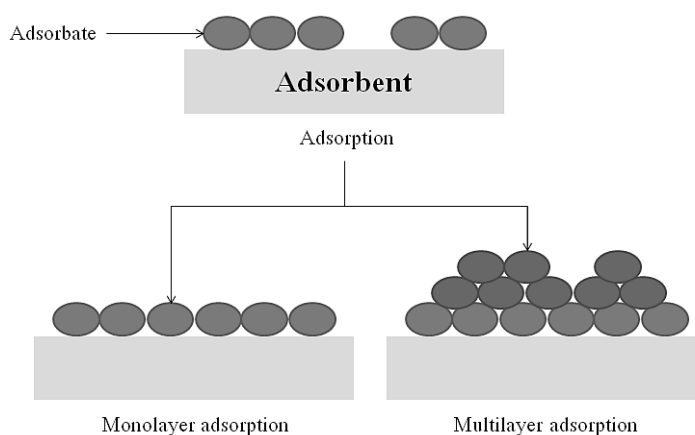 Adsorbate
Adsorbent
Adsorption
Monolayer adsorption
Multilayer adsorption